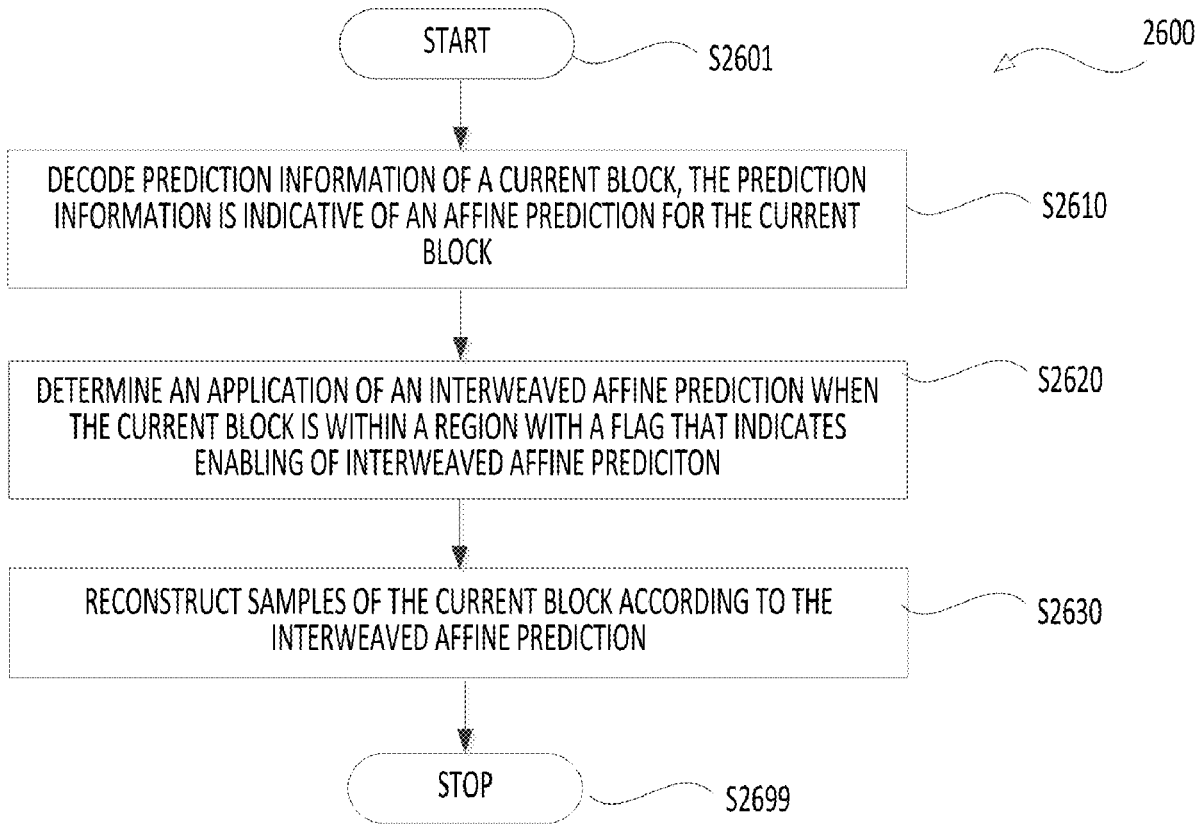 START
S2601
2600
DECODE PREDICTION INFORMATION OF A CURRENT BLOCK, THE PREDICTION
INFORMATION IS INDICATIVE OF AN AFFINE PREDICTION FOR THE CURRENT
BLOCK
S2610
DETERMINE AN APPLICATION OF AN INTERWEAVED AFFINE PREDICTION WHEN
THE CURRENT BLOCK IS WITHIN A REGION WITH A FLAG THAT INDICATES
ENABLING OF INTERWEAVED AFFINE PREDICITON
S2620
RECONSTRUCT SAMPLES OF THE CURRENT BLOCK ACCORDING TO THE
INTERWEAVED AFFINE PREDICTION
S2630
STOP
S2699